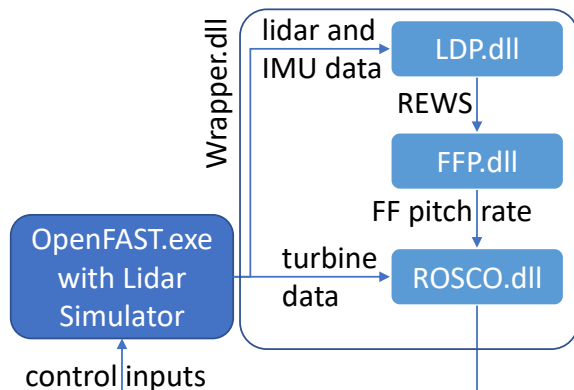 Wrapper.dll
lidar and
IMU data
LDP.dll
REWS
FFP.dll
FF pitch rate
OpenFAST.exe
with Lidar
Simulator
turbine
data
ROSCO.dll
control inputs